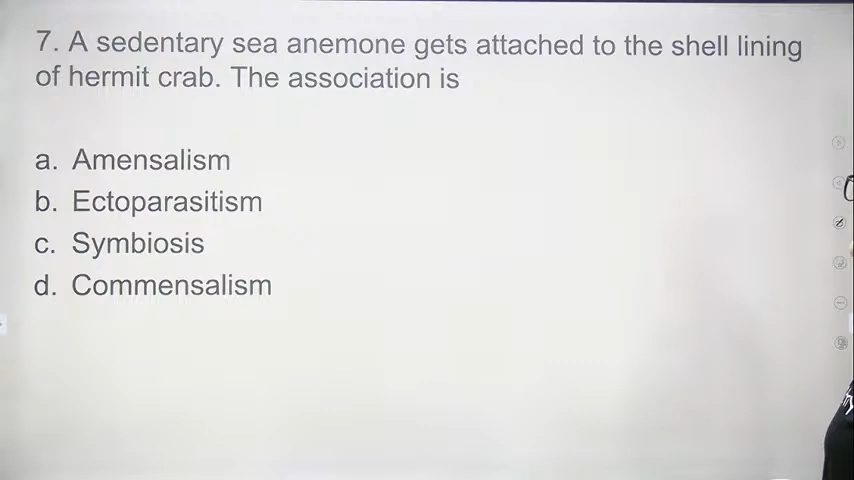 7. A sedentary sea anemone gets attached to the shell lining
of hermit crab. The association is
a. Amensalism
b. Ectoparasitism
c. Symbiosis
d. Commensalism